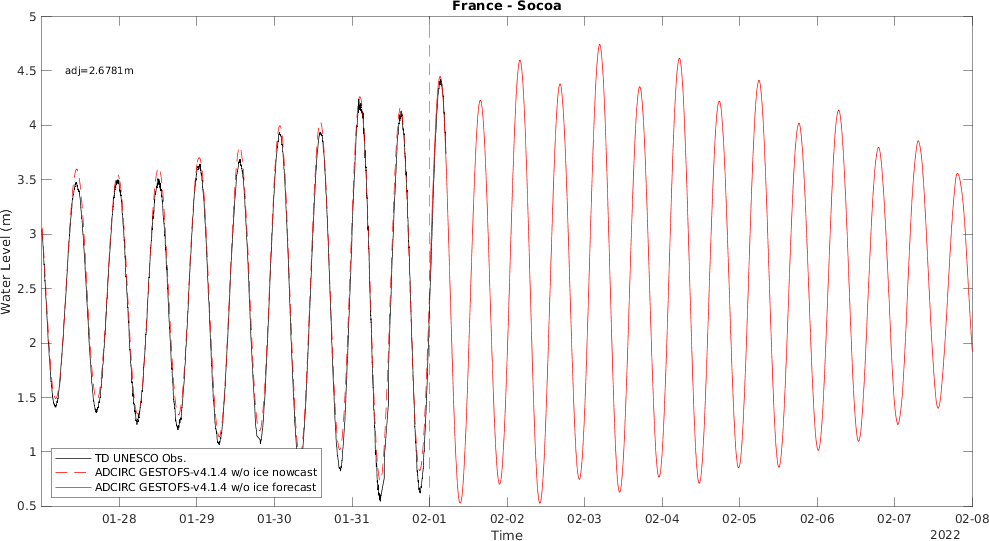 France - Socoa
5
4.5
4
3.5
3
2.5
2
1.5
1
0.5
Water Level (m)
adj=2.6781m
TD UNESCO Obs.
ADCIRC GESTOFS-v4.1.4 w/o ice nowcast
ADCIRC GESTOFS-v4.1.4 w/o ice forecast
01-28 01-29 01-30 01-31 02-01 02-02 02-03 02-04 02-05 02-06 02-07 02-08
Time
2022